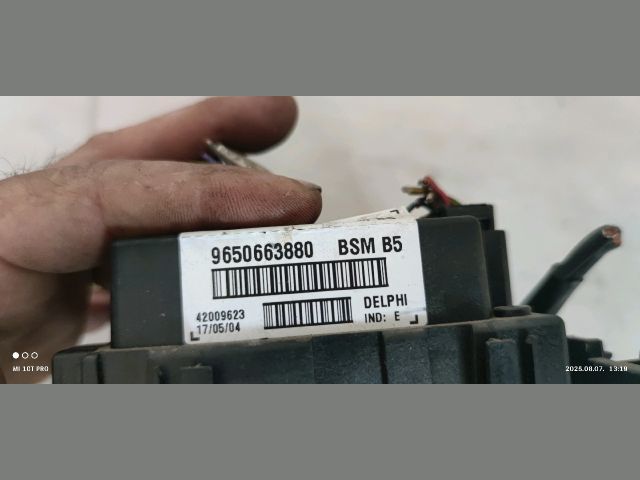 9650663880 BSM B5
42009623 DELPHI
17/05/04 IND: E
MI 10T PRO
2025.08.07. 13:19